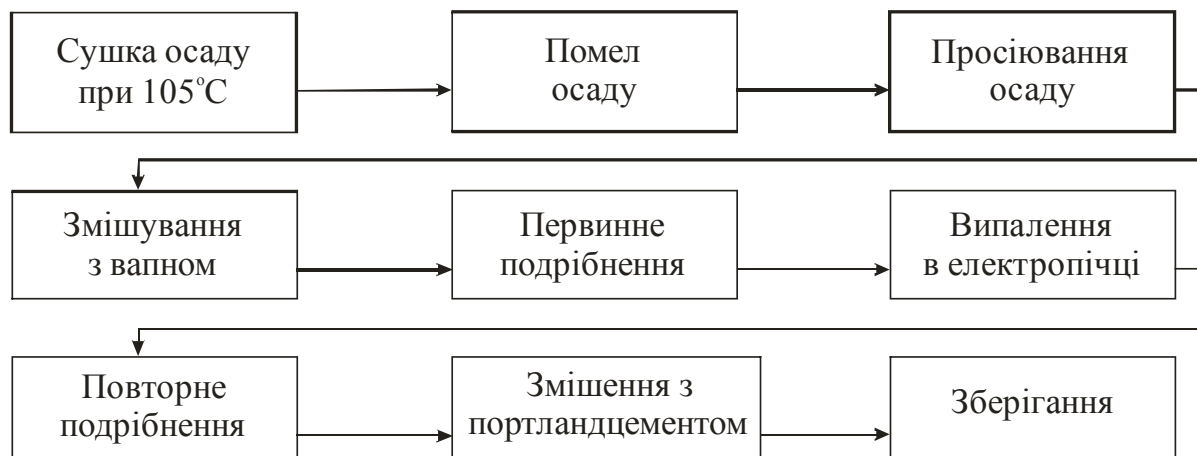 Сушка осаду
при 105°С
Помел
осаду
Просіювання
осаду
Змішування
з вапном
Первинне
подрібнення
Випалення
в електропічці
Повторне
подрібнення
Змішення з
портландцементом
Зберігання